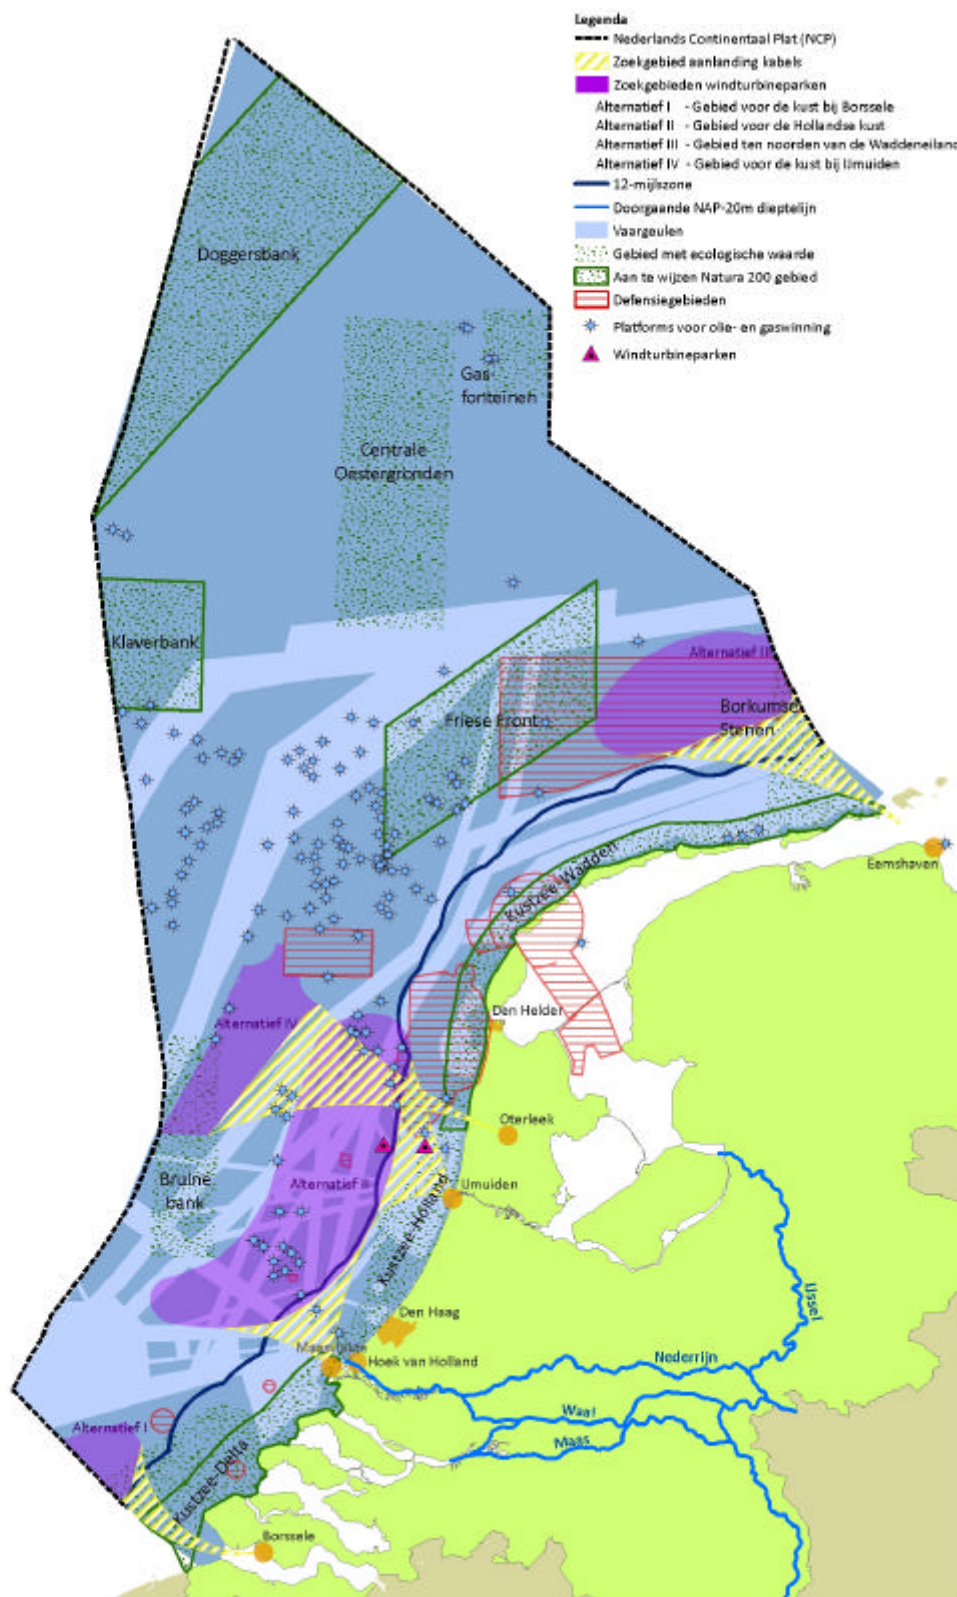 Legenda
Nederlands Continentaal Plat (NCP)
Zoekgebied aanlanding kabels
Zoekgebieden windturbineparken
Alternatief I - Gebied voor de kust bij Borssele
Alternatief II - Gebied voor de Hollandse kust
Alternatief III - Gebied ten noorden van de Waddeneiland
Alternatief IV - Gebied voor de kust bij IJmuiden
12-mijlszone
Doorgaande NAP-20m dieptelijn
Vaargeulen
Gebied met ecologische waarde
Aan te wijzen Natura 200 gebied
Defensiegebieden
Platforms voor olie- en gaswinning
Windturbineparken
Doggersbank
Gas-
fonteinen
Centrale
Oestergronden
Klaverbank
Alternatief III
Friese Front
Borkumse
Stenen
Eemshaven
Kustzee-Wadden
Den Helder
Alternatief IV
Oterleek
Bruine
bank
Alternatief II
IJmuiden
Kustzee-Holland
Den Haag
Maasvlakte
Hoek van Holland
IJssel
Nederrijn
Waal
Maas
Alternatief I
Kustzee-Delta
Borssele